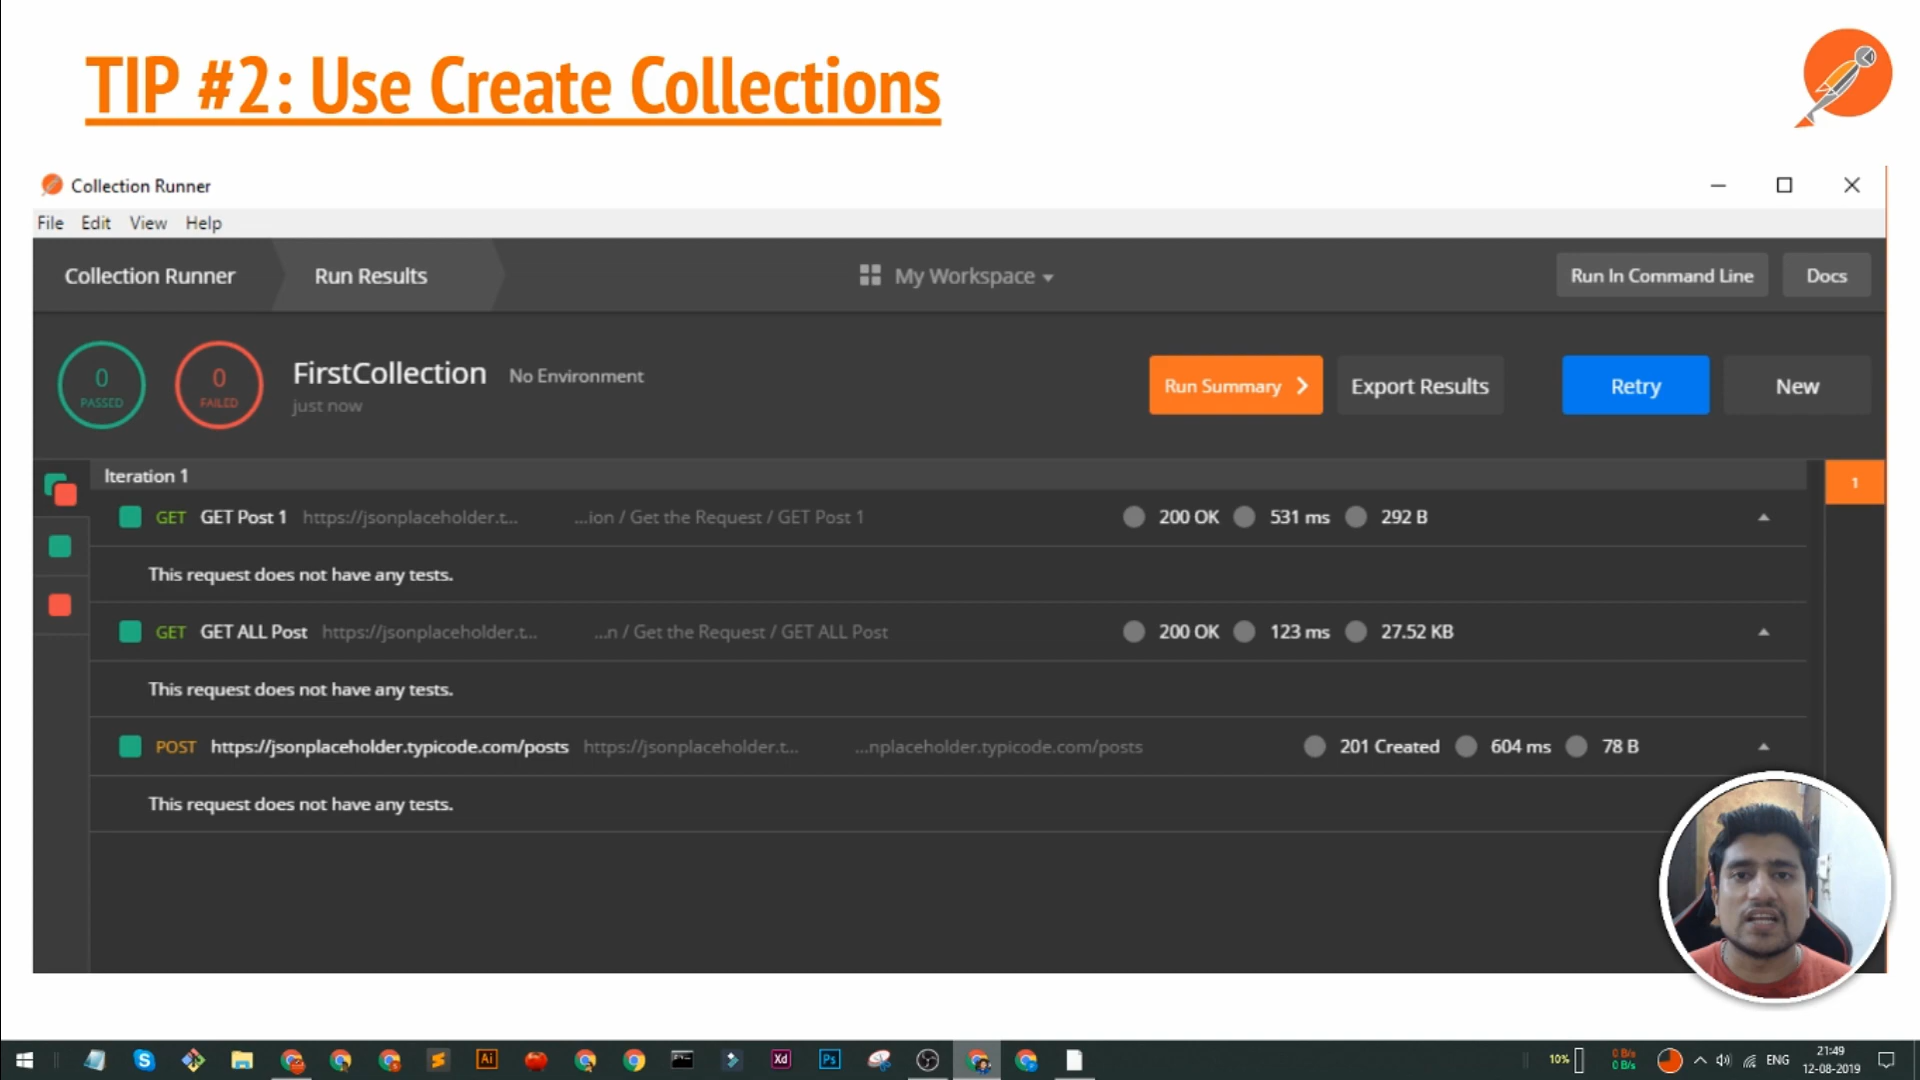 TIP #2: Use Create Collections
Collection Runner
File Edit View Help
Collection Runner Run Results My Workspace Run In Command Line Docs
0 PASSED 0 FAILED FirstCollection No Environment Run Summary Export Results Retry New
just now
Iteration 1 1
GET GET Post 1 https://jsonplaceholder.t... ...ion / Get the Request / GET Post 1 200 OK 531 ms 292 B
This request does not have any tests.
GET GET ALL Post https://jsonplaceholder.t... ...n / Get the Request / GET ALL Post 200 OK 123 ms 27.52 KB
This request does not have any tests.
POST https://jsonplaceholder.typicode.com/posts https://jsonplaceholder.t... ...nplaceholder.typicode.com/posts 201 Created 604 ms 78 B
This request does not have any tests.
Ai Xd Ps 10% 0 B/s ENG 21:49
0 B/s 12-08-2019